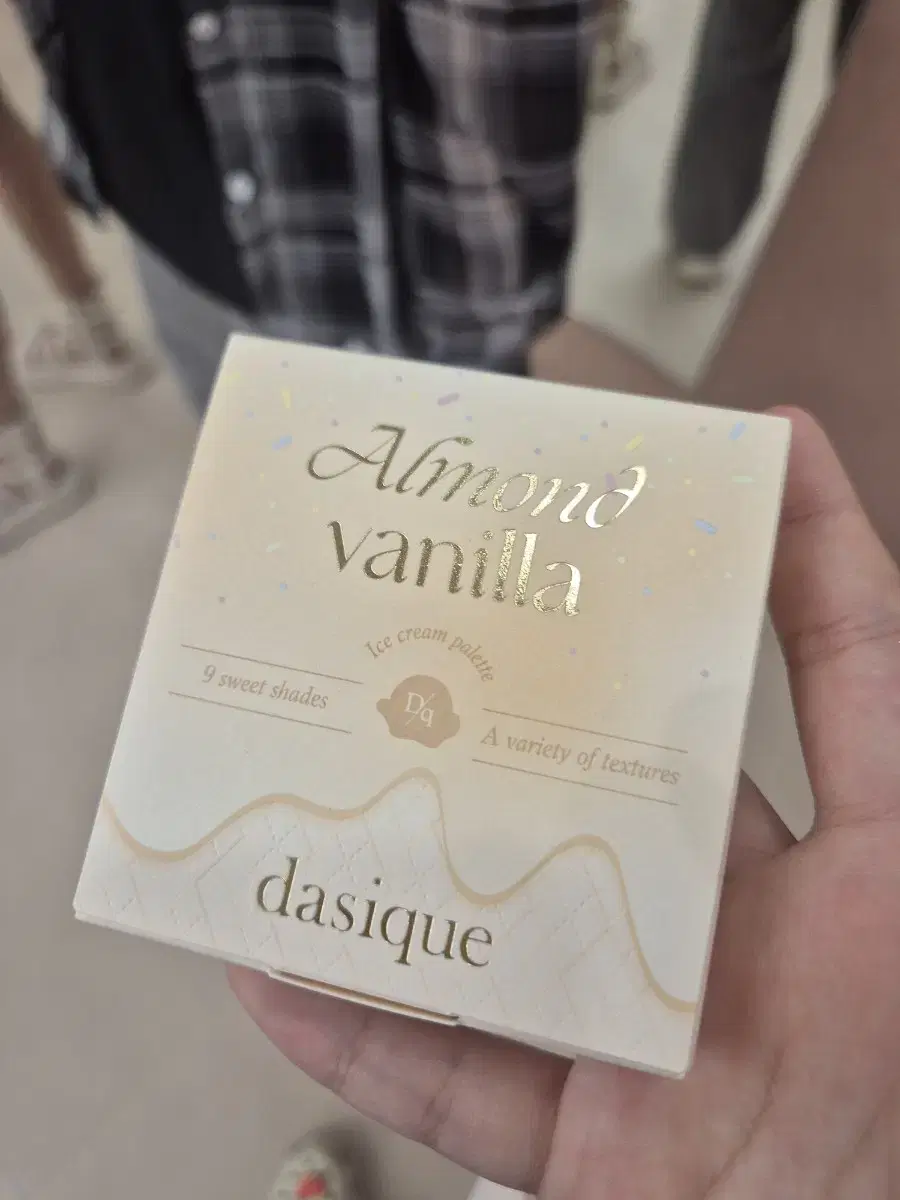 Almond
vanilla
Ice cream palette
9 sweet shades
D/q
A variety of textures
dasique